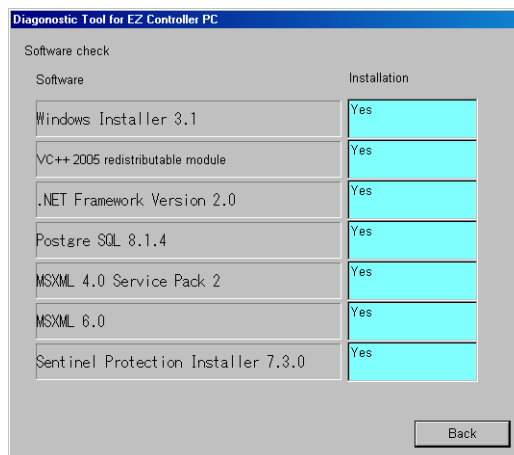 Diagonostic Tool for EZ Controller PC
Software check
Software Installation
Windows Installer 3.1 Yes
VC++ 2005 redistributable module Yes
.NET Framework Version 2.0 Yes
Postgre SQL 8.1.4 Yes
MSXML 4.0 Service Pack 2 Yes
MSXML 6.0 Yes
Sentinel Protection Installer 7.3.0 Yes
Back